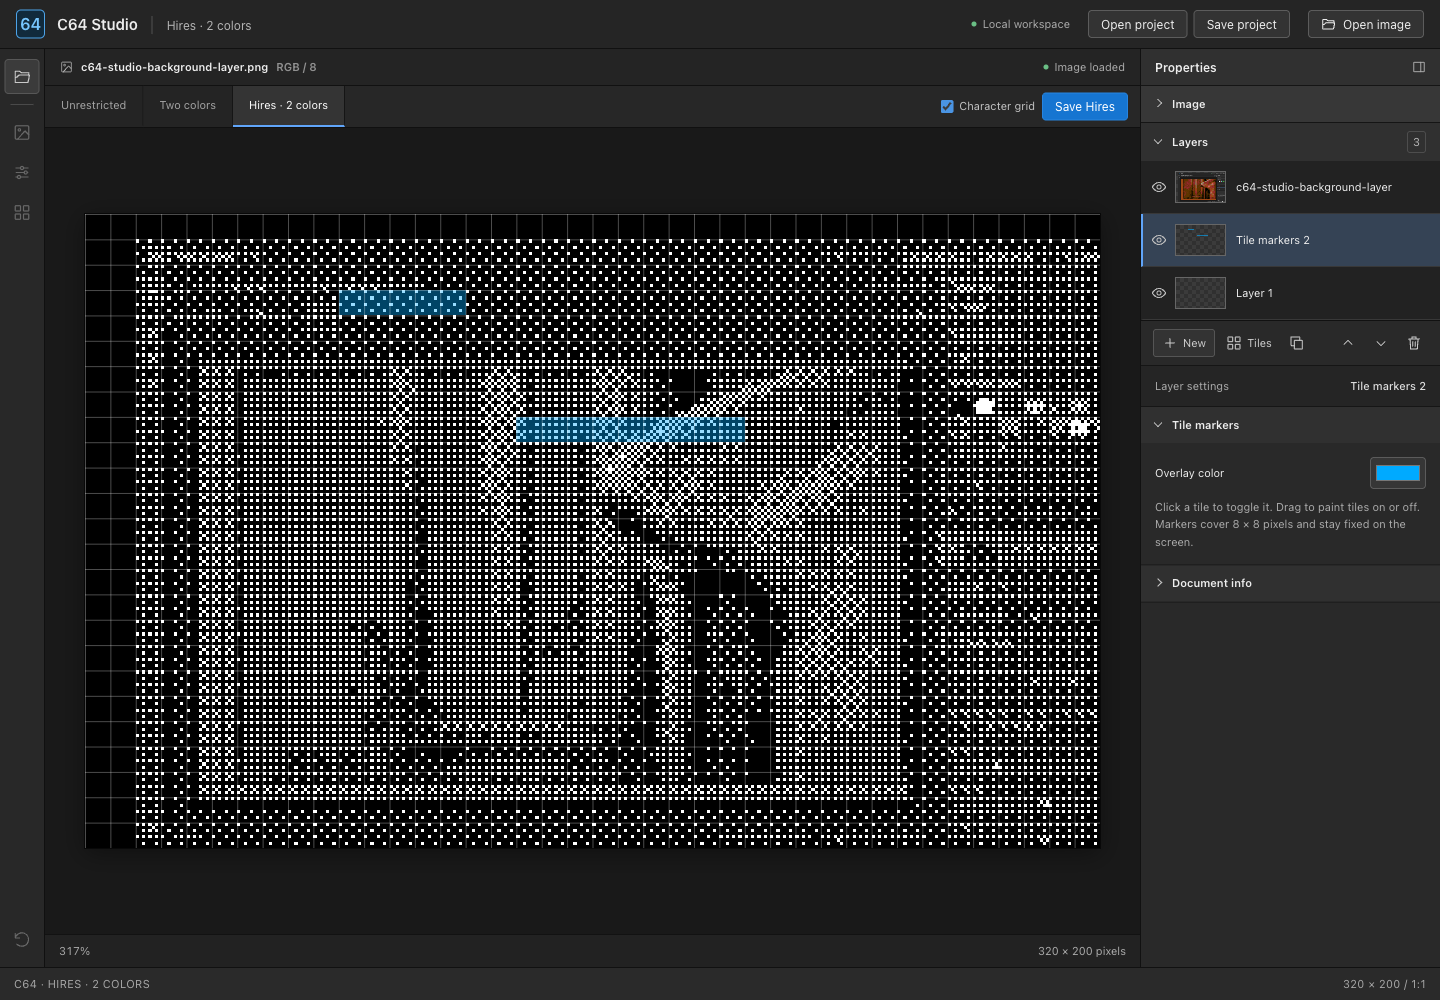 64 C64 Studio Hires · 2 colors Local workspace Open project Save project Open image
c64-studio-background-layer.png RGB / 8 Image loaded
Unrestricted Two colors Hires · 2 colors Character grid Save Hires
Properties
Image
Layers 3
c64-studio-background-layer
Tile markers 2
Layer 1
New Tiles
Layer settings Tile markers 2
Tile markers
Overlay color
Click a tile to toggle it. Drag to paint tiles on or off.
Markers cover 8 × 8 pixels and stay fixed on the
screen.
Document info
317% 320 × 200 pixels
C64 · HIRES · 2 COLORS 320 × 200 / 1:1